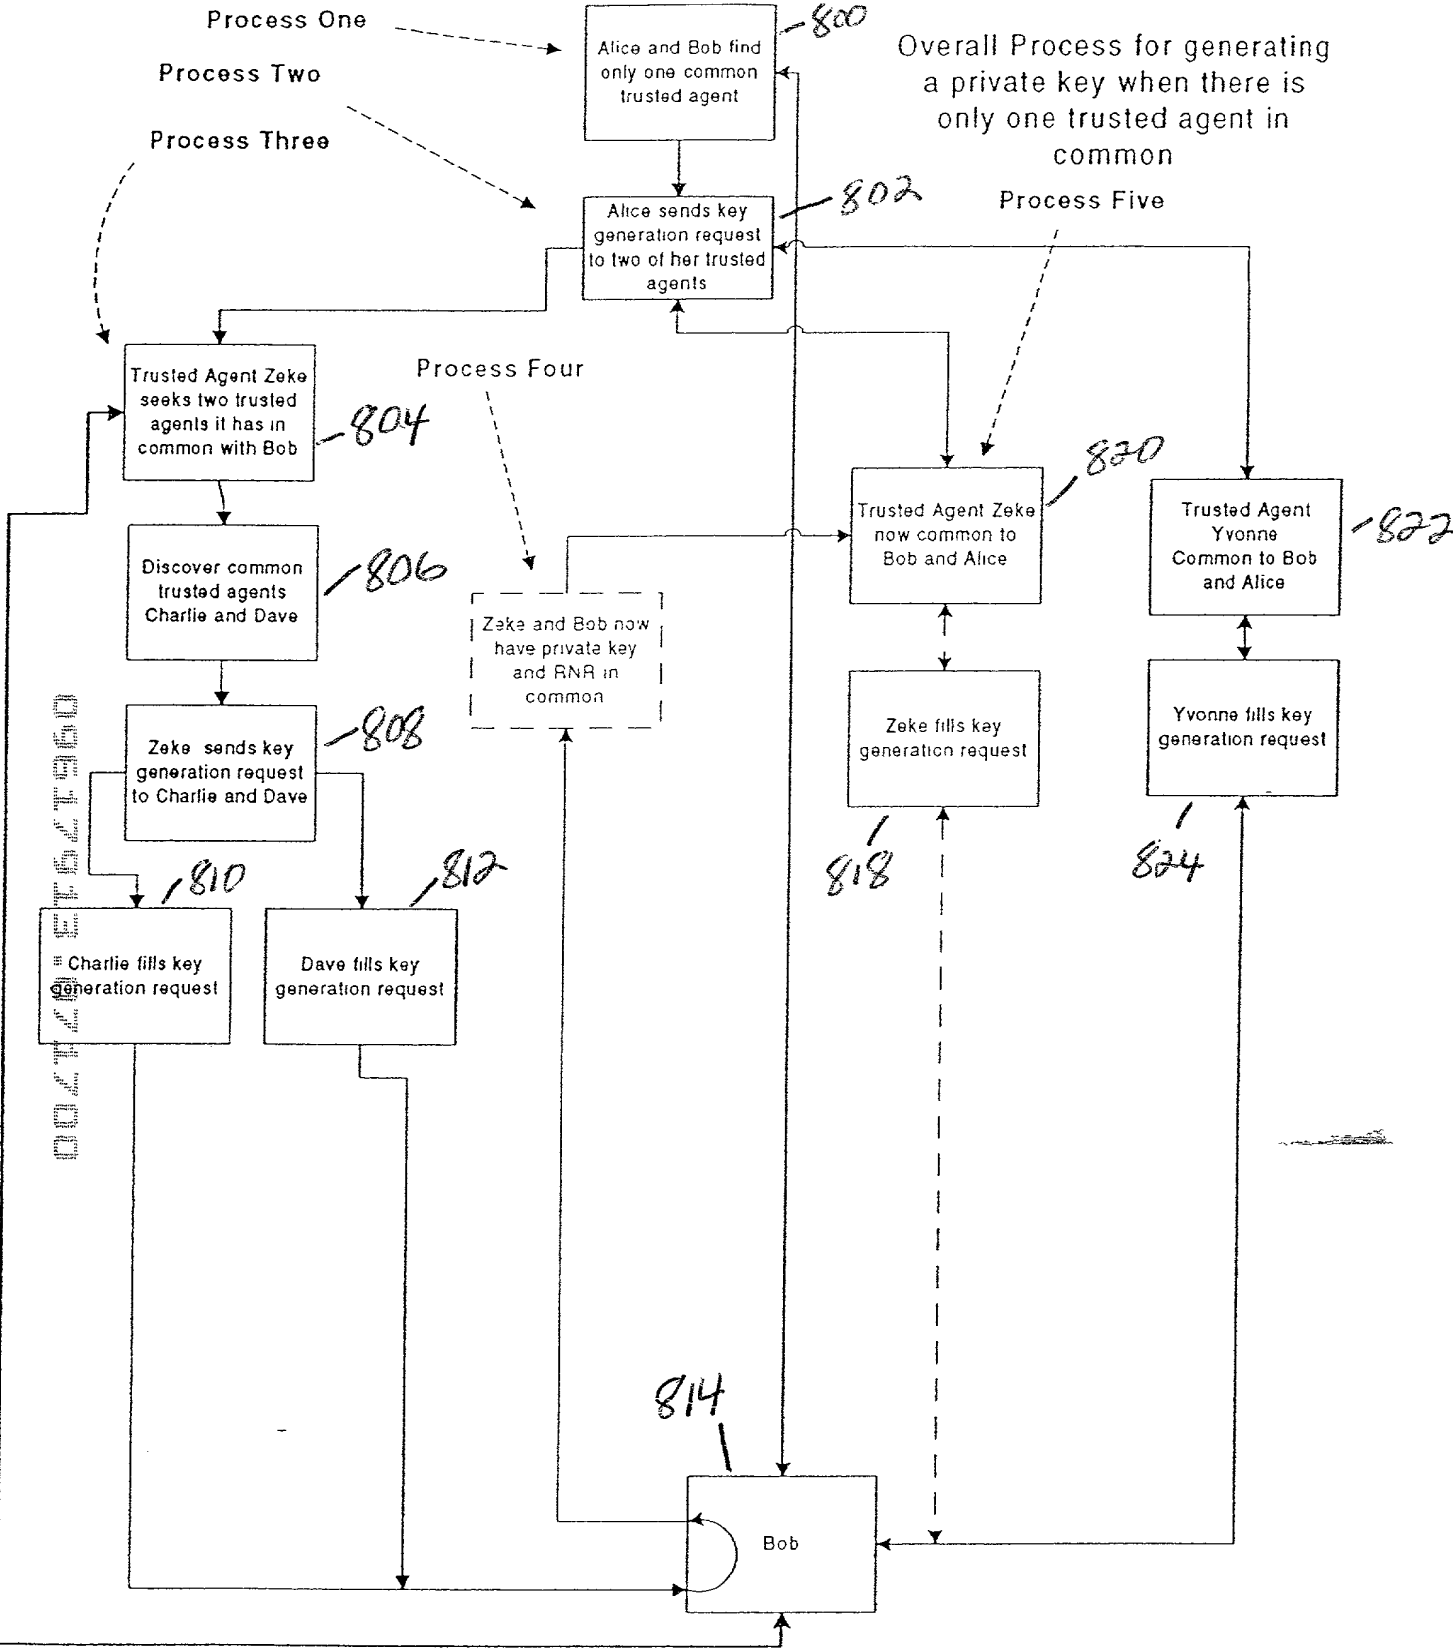 Process One
Process Two
Process Three
Alice and Bob find
only one common
trusted agent
800
Overall Process for generating
a private key when there is
only one trusted agent in
common
Process Five
Alice sends key
generation request
to two of her trusted
agents
802
Trusted Agent Zeke
seeks two trusted
agents it has in
common with Bob
804
Process Four
Discover common
trusted agents
Charlie and Dave
806
Zeke and Bob now
have private key
and RNR in
common
Trusted Agent Zeke
now common to
Bob and Alice
820
Trusted Agent
Yvonne
Common to Bob
and Alice
822
Zeke sends key
generation request
to Charlie and Dave
808
Zeke fills key
generation request
818
Yvonne fills key
generation request
824
Charlie fills key
generation request
810
Dave fills key
generation request
812
814
Bob